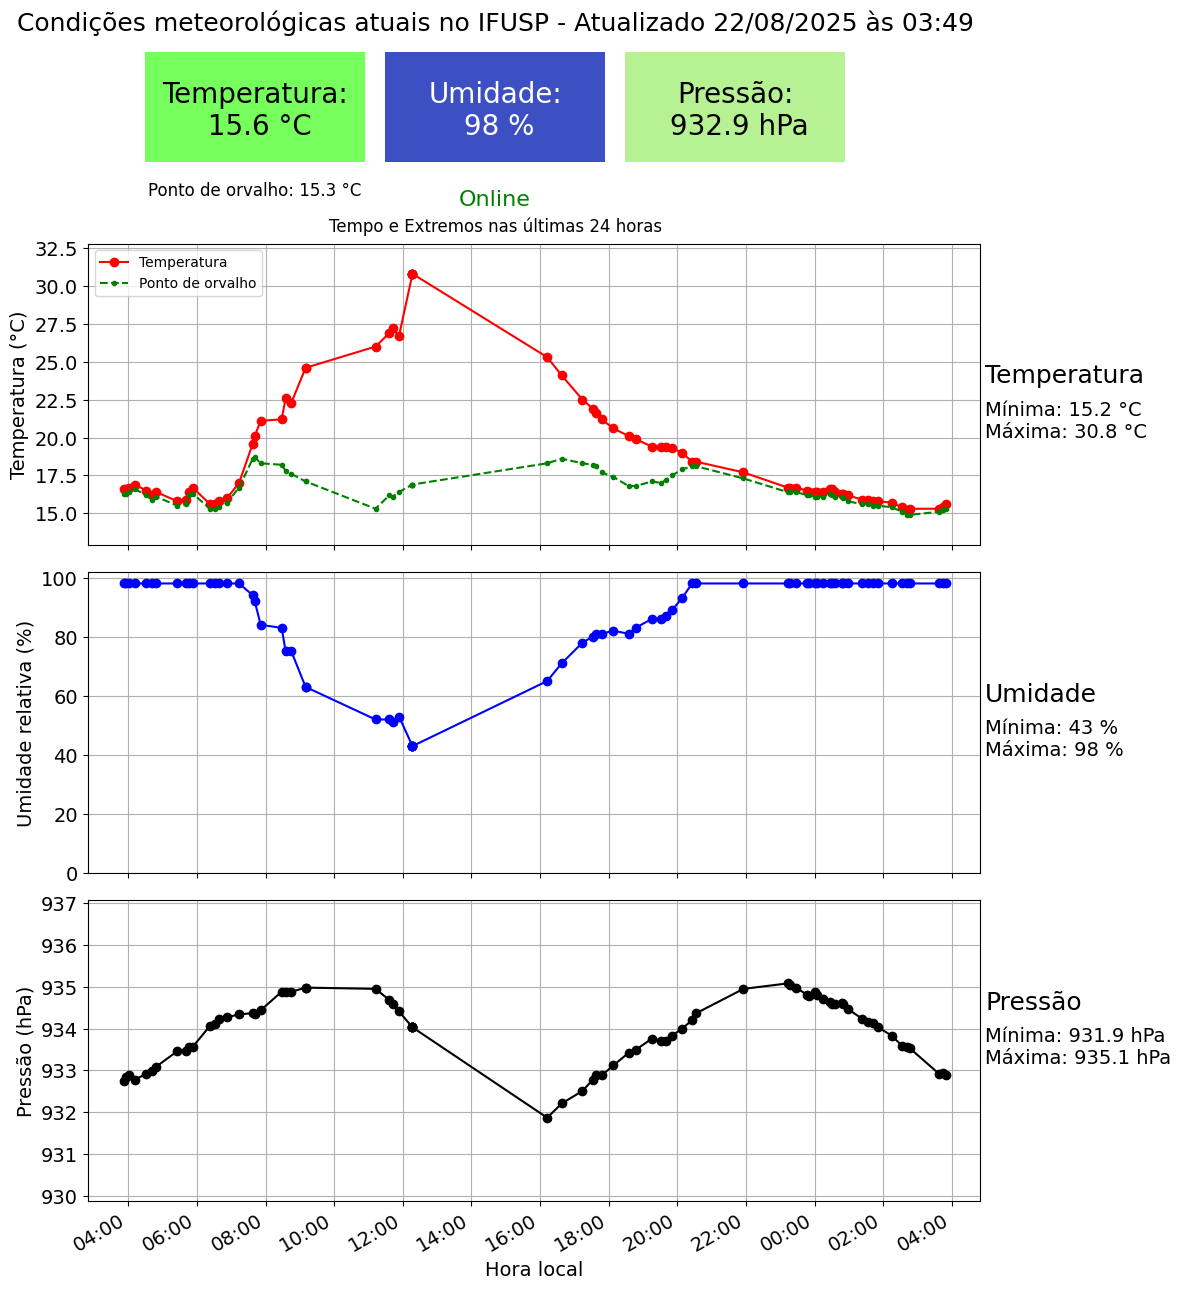 Condições meteorológicas atuais no IFUSP - Atualizado 22/08/2025 às 03:49
Temperatura:
15.6 °C
Umidade:
98 %
Pressão:
932.9 hPa
Ponto de orvalho: 15.3 °C
Online
Tempo e Extremos nas últimas 24 horas
Temperatura
Ponto de orvalho
Temperatura (°C)
32.5
30.0
27.5
25.0
22.5
20.0
17.5
15.0
Temperatura
Mínima: 15.2 °C
Máxima: 30.8 °C
Umidade relativa (%)
100
80
60
40
20
0
Umidade
Mínima: 43 %
Máxima: 98 %
Pressão (hPa)
937
936
935
934
933
932
931
930
Pressão
Mínima: 931.9 hPa
Máxima: 935.1 hPa
04:00
06:00
08:00
10:00
12:00
14:00
16:00
18:00
20:00
22:00
00:00
02:00
04:00
Hora local